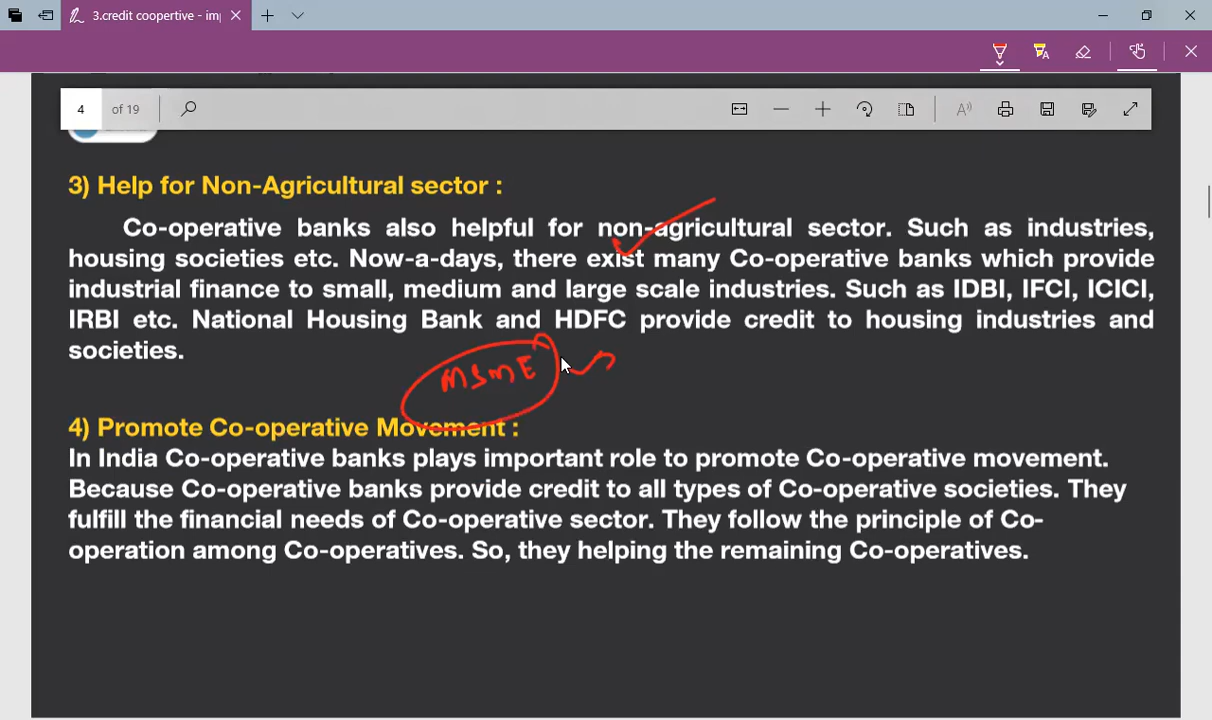 3.credit coopertive - imp
4 of 19
3) Help for Non-Agricultural sector :
Co-operative banks also helpful for non-agricultural sector. Such as industries,
housing societies etc. Now-a-days, there exist many Co-operative banks which provide
industrial finance to small, medium and large scale industries. Such as IDBI, IFCI, ICICI,
IRBI etc. National Housing Bank and HDFC provide credit to housing industries and
societies.
MSME
4) Promote Co-operative Movement :
In India Co-operative banks plays important role to promote Co-operative movement.
Because Co-operative banks provide credit to all types of Co-operative societies. They
fulfill the financial needs of Co-operative sector. They follow the principle of Co-
operation among Co-operatives. So, they helping the remaining Co-operatives.